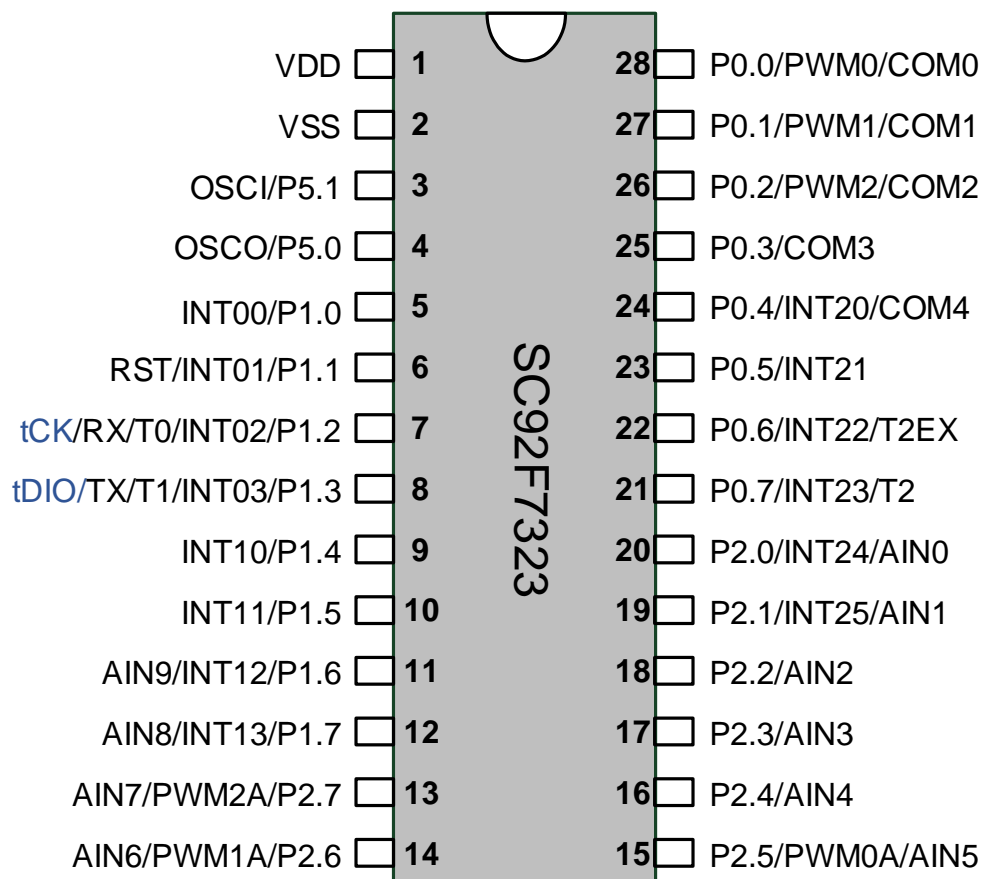 VDD 1 28 P0.0/PWM0/COM0
VSS 2 27 P0.1/PWM1/COM1
OSCI/P5.1 3 26 P0.2/PWM2/COM2
OSCO/P5.0 4 25 P0.3/COM3
INT00/P1.0 5 24 P0.4/INT20/COM4
RST/INT01/P1.1 6 23 P0.5/INT21
tCK/RX/T0/INT02/P1.2 7 22 P0.6/INT22/T2EX
tDIO/TX/T1/INT03/P1.3 8 21 P0.7/INT23/T2
INT10/P1.4 9 20 P2.0/INT24/AIN0
INT11/P1.5 10 19 P2.1/INT25/AIN1
AIN9/INT12/P1.6 11 18 P2.2/AIN2
AIN8/INT13/P1.7 12 17 P2.3/AIN3
AIN7/PWM2A/P2.7 13 16 P2.4/AIN4
AIN6/PWM1A/P2.6 14 15 P2.5/PWM0A/AIN5
SC92F7323